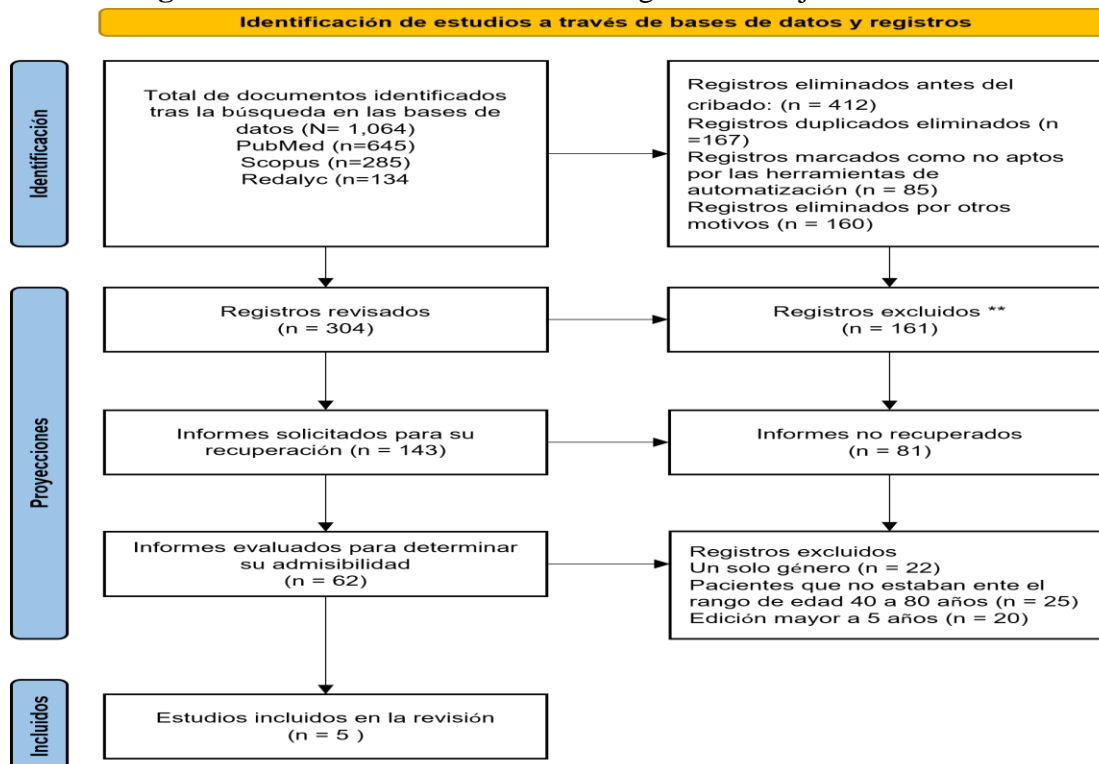 Identificación de estudios a través de bases de datos y registros
Identificación
Total de documentos identificados
tras la búsqueda en las bases de
datos (N= 1,064)
PubMed (n=645)
Scopus (n=285)
Redalyc (n=134
Registros eliminados antes del
cribado: (n = 412)
Registros duplicados eliminados (n
=167)
Registros marcados como no aptos
por las herramientas de
automatización (n = 85)
Registros eliminados por otros
motivos (n = 160)
Proyecciones
Registros revisados
(n = 304)
Registros excluidos **
(n = 161)
Informes solicitados para su
recuperación (n = 143)
Informes no recuperados
(n = 81)
Informes evaluados para determinar
su admisibilidad
(n = 62)
Registros excluidos
Un solo género (n = 22)
Pacientes que no estaban ente el
rango de edad 40 a 80 años (n = 25)
Edición mayor a 5 años (n = 20)
Incluidos
Estudios incluidos en la revisión
(n = 5 )